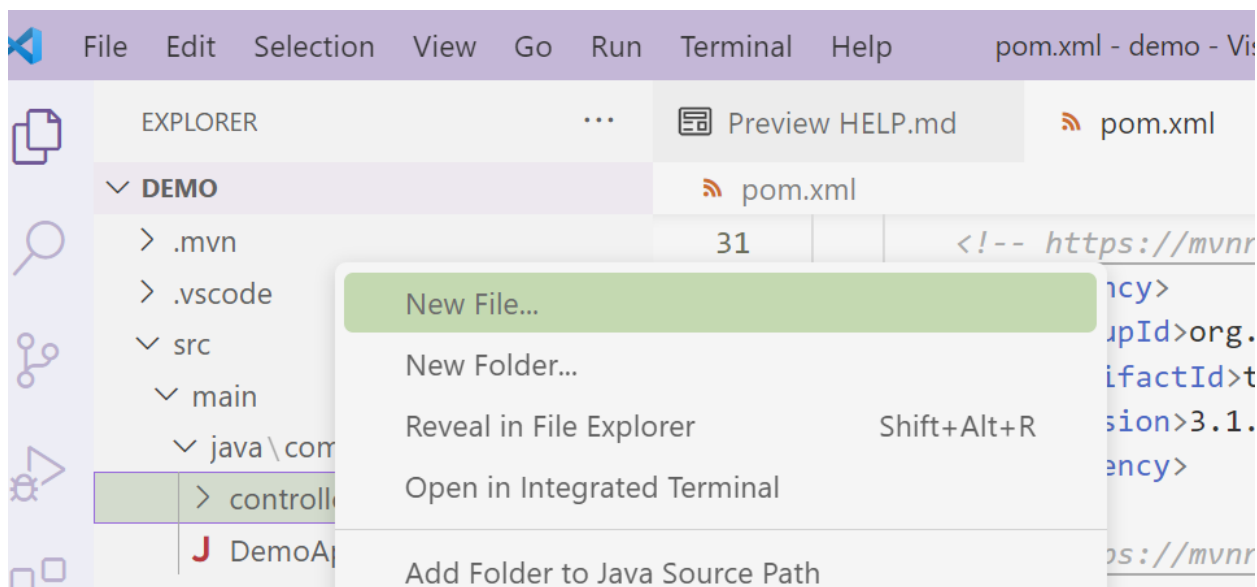 File Edit Selection View Go Run Terminal Help pom.xml - demo - Vis
EXPLORER ... Preview HELP.md pom.xml
DEMO
pom.xml
.mvn
31 <!-- https://mvnr
.vscode
New File...
ncy>
src
upId>org.
New Folder...
ifactId>t
main
Reveal in File Explorer Shift+Alt+R
sion>3.1.
java\com
ency>
Open in Integrated Terminal
controlle
DemoAp
ps://mvnr
Add Folder to Java Source Path